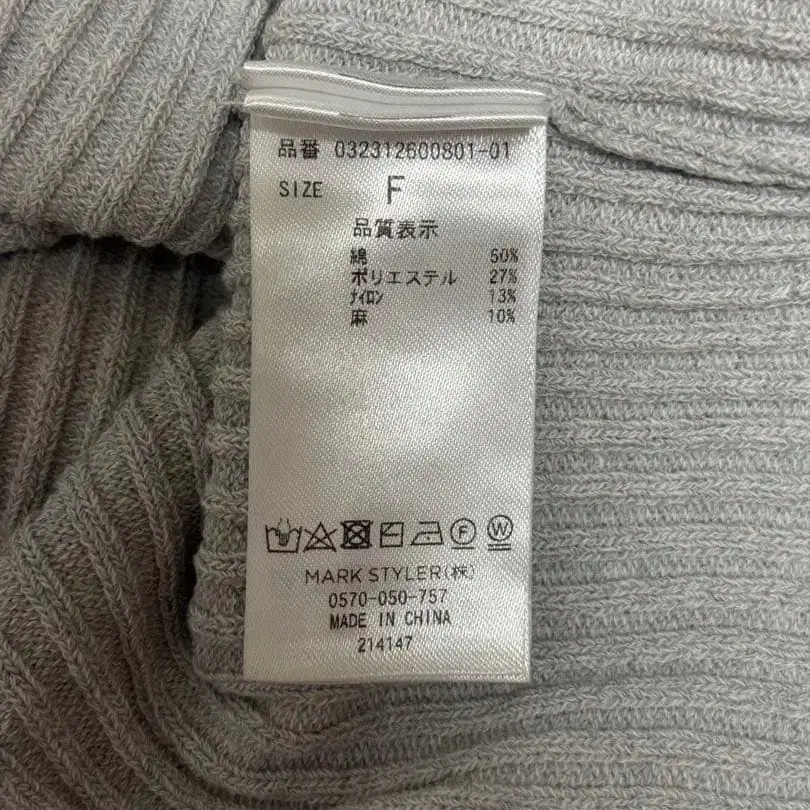 品番 032312600801-01
SIZE F
品質表示
綿 50%
ポリエステル 27%
ナイロン 13%
麻 10%
F W
MARK STYLER(株)
0570-050-757
MADE IN CHINA
214147